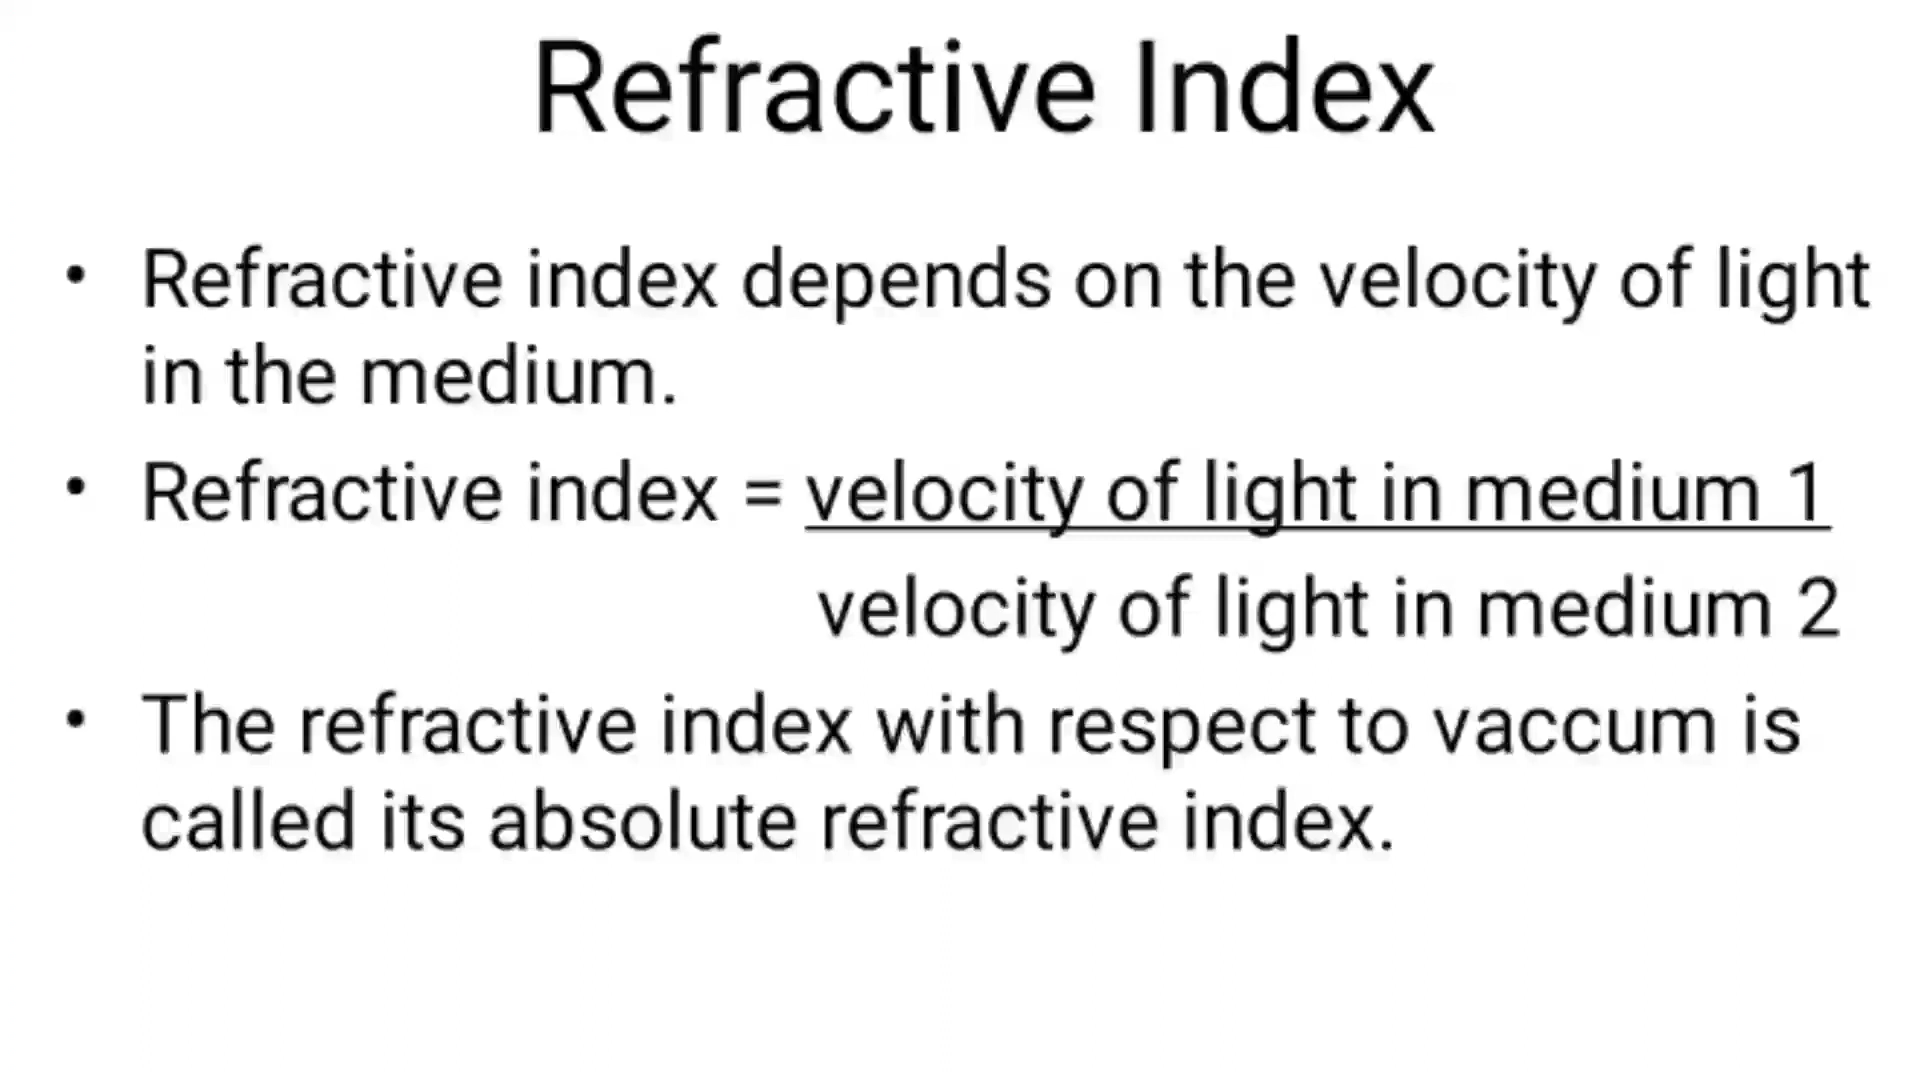 Refractive Index
• Refractive index depends on the velocity of light
in the medium.
• Refractive index = velocity of light in medium 1
velocity of light in medium 2
• The refractive index with respect to vaccum is
called its absolute refractive index.